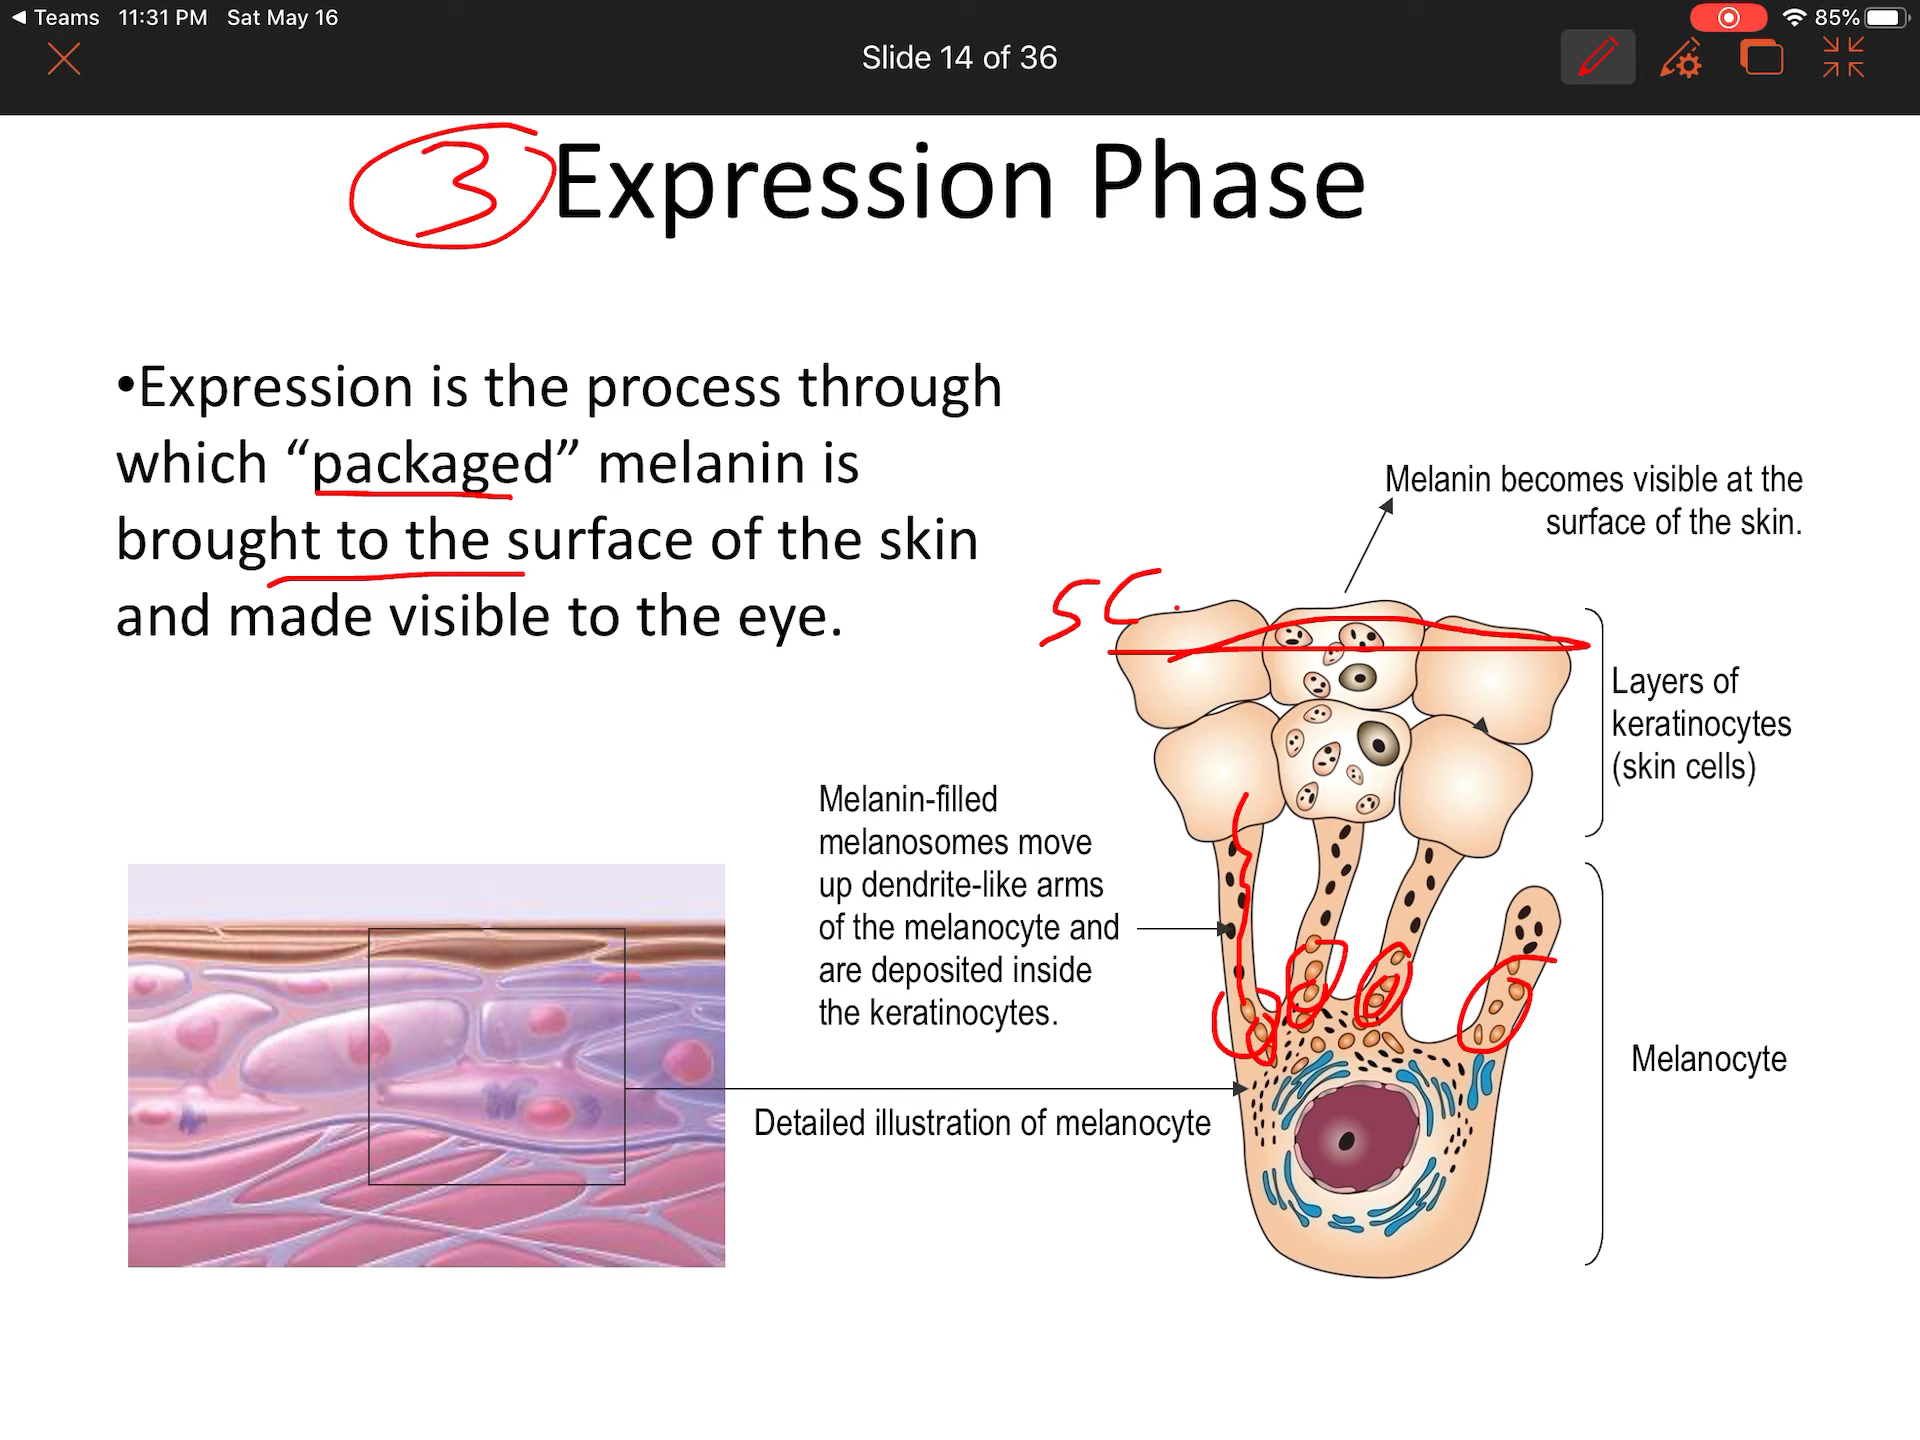 Teams 11:31 PM Sat May 16
85%
Slide 14 of 36
3 Expression Phase
•Expression is the process through
which “packaged” melanin is
brought to the surface of the skin
and made visible to the eye.
Melanin becomes visible at the
surface of the skin.
SC
Layers of
keratinocytes
(skin cells)
Melanin-filled
melanosomes move
up dendrite-like arms
of the melanocyte and
are deposited inside
the keratinocytes.
Melanocyte
Detailed illustration of melanocyte